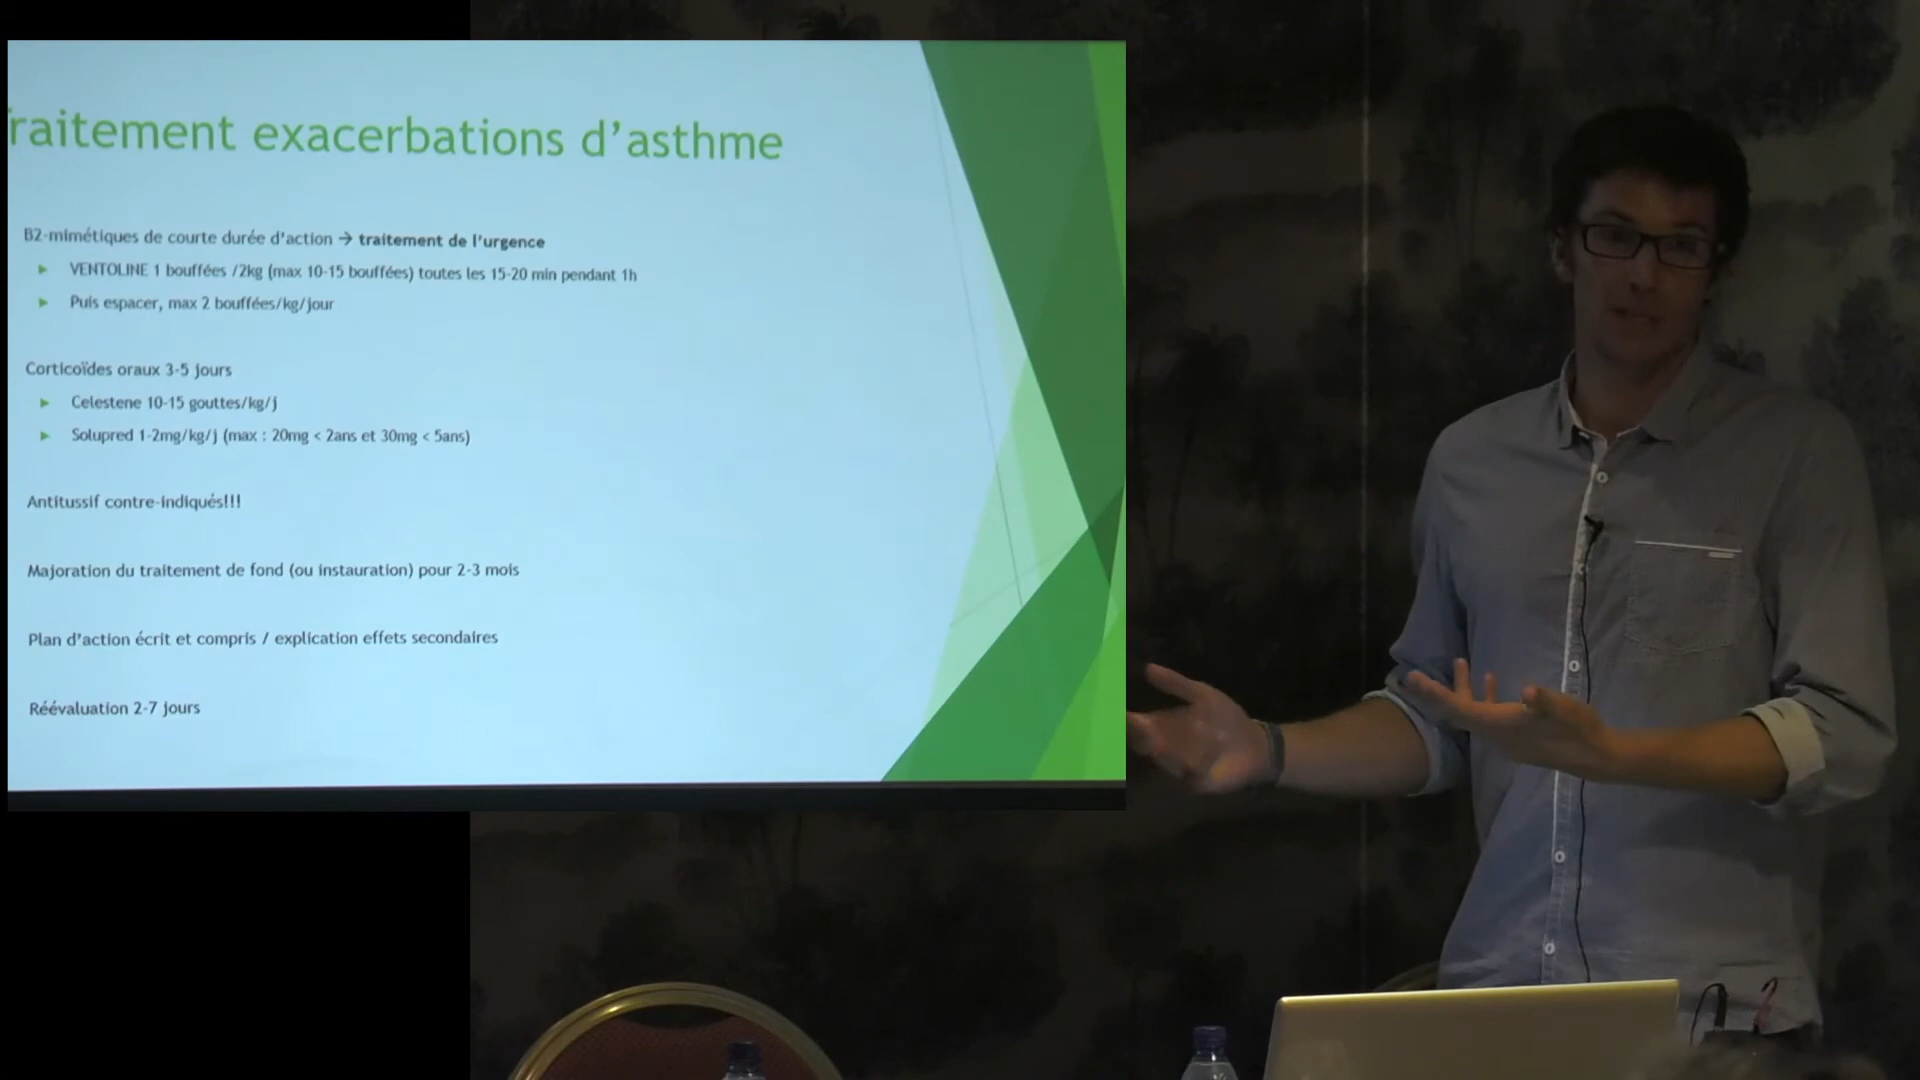 raitement exacerbations d'asthme
B2-mimétiques de courte durée d'action → traitement de l'urgence
VENTOLINE 1 bouffées /2kg (max 10-15 bouffées) toutes les 15-20 min pendant 1h
Puis espacer, max 2 bouffées/kg/jour
Corticoïdes oraux 3-5 jours
Celestene 10-15 gouttes/kg/j
Solupred 1-2mg/kg/j (max : 20mg < 2ans et 30mg < 5ans)
Antitussif contre-indiqués!!!
Majoration du traitement de fond (ou instauration) pour 2-3 mois
Plan d'action écrit et compris / explication effets secondaires
Réévaluation 2-7 jours